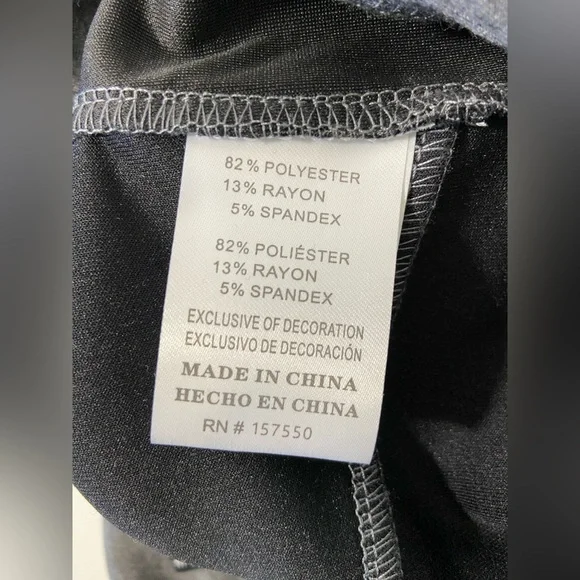 82% POLYESTER
13% RAYON
5% SPANDEX
82% POLIÉSTER
13% RAYON
5% SPANDEX
EXCLUSIVE OF DECORATION
EXCLUSIVO DE DECORACIÓN
MADE IN CHINA
HECHO EN CHINA
RN # 157550